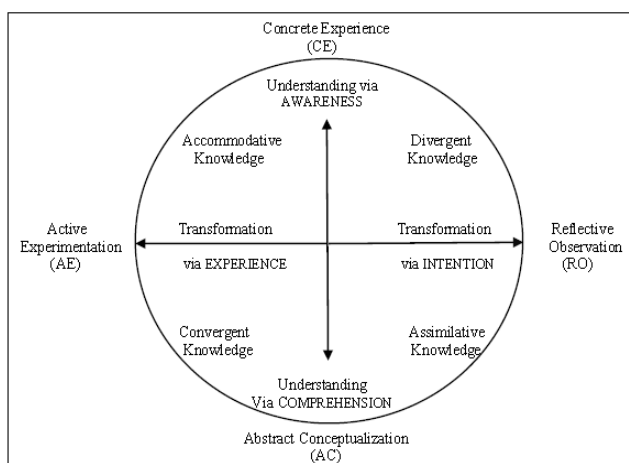 Concrete Experience
(CE)
Understanding via
AWARENESS
Accommodative
Knowledge
Divergent
Knowledge
Active
Experimentation
(AE)
Transformation
via EXPERIENCE
Transformation
via INTENTION
Reflective
Observation
(RO)
Convergent
Knowledge
Assimilative
Knowledge
Understanding
Via COMPREHENSION
Abstract Conceptualization
(AC)